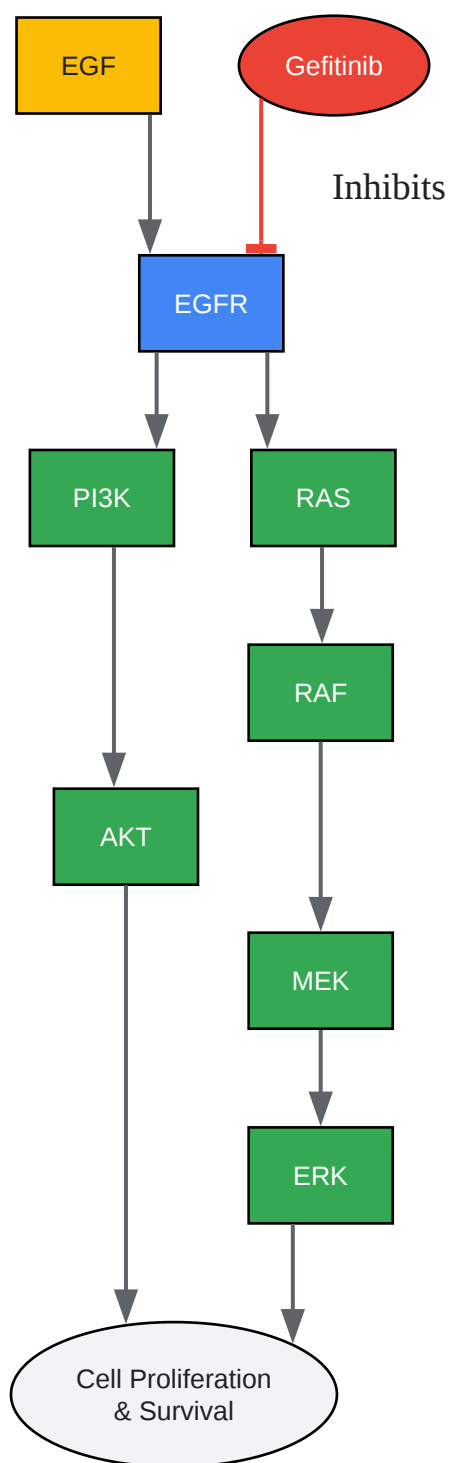 EGF
Gefitinib
Inhibits
EGFR
PI3K
RAS
RAF
AKT
MEK
ERK
Cell Proliferation
& Survival